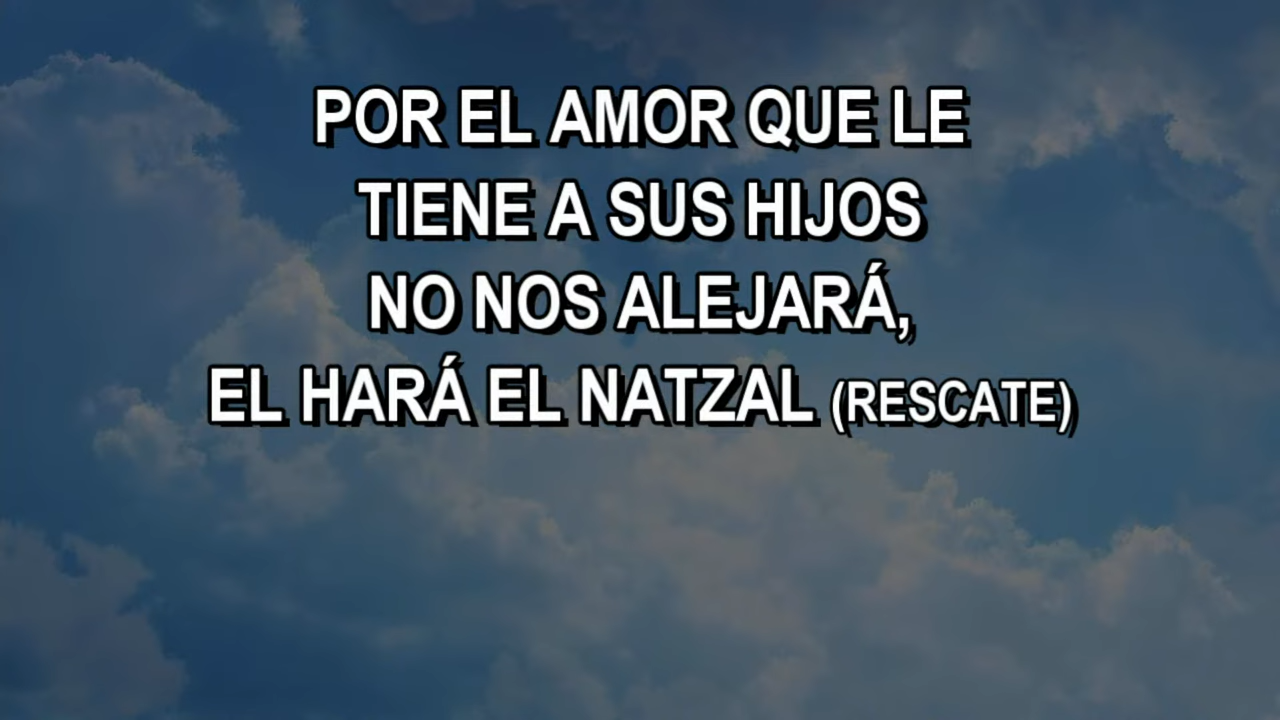 POR EL AMOR QUE LE
TIENE A SUS HIJOS
NO NOS ALEJARÁ,
EL HARÁ EL NATZAL (RESCATE)